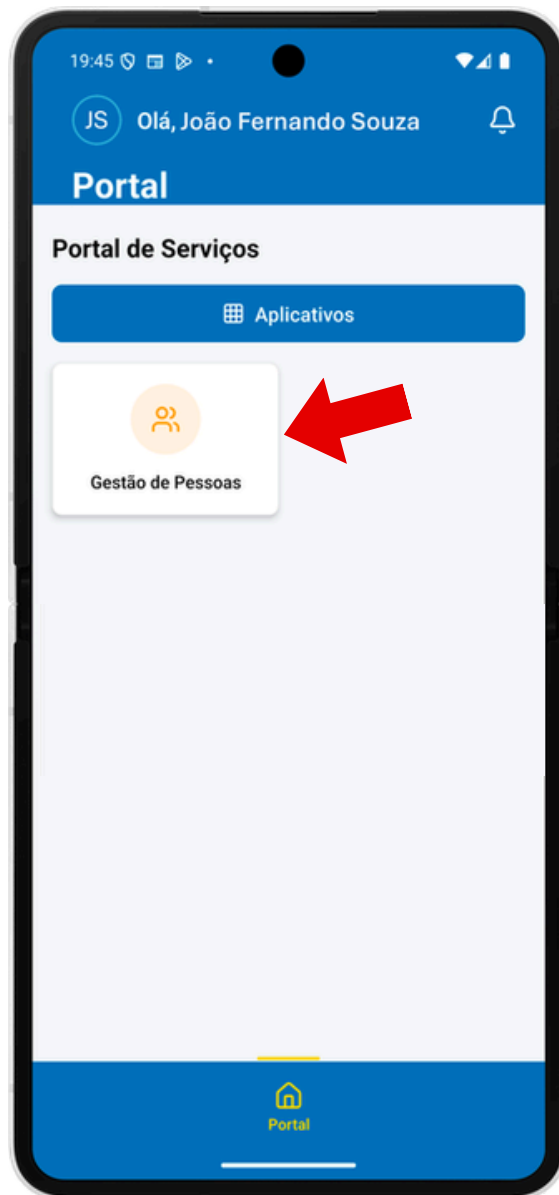 19:45
JS Olá, João Fernando Souza
Portal
Portal de Serviços
Aplicativos
Gestão de Pessoas
Portal